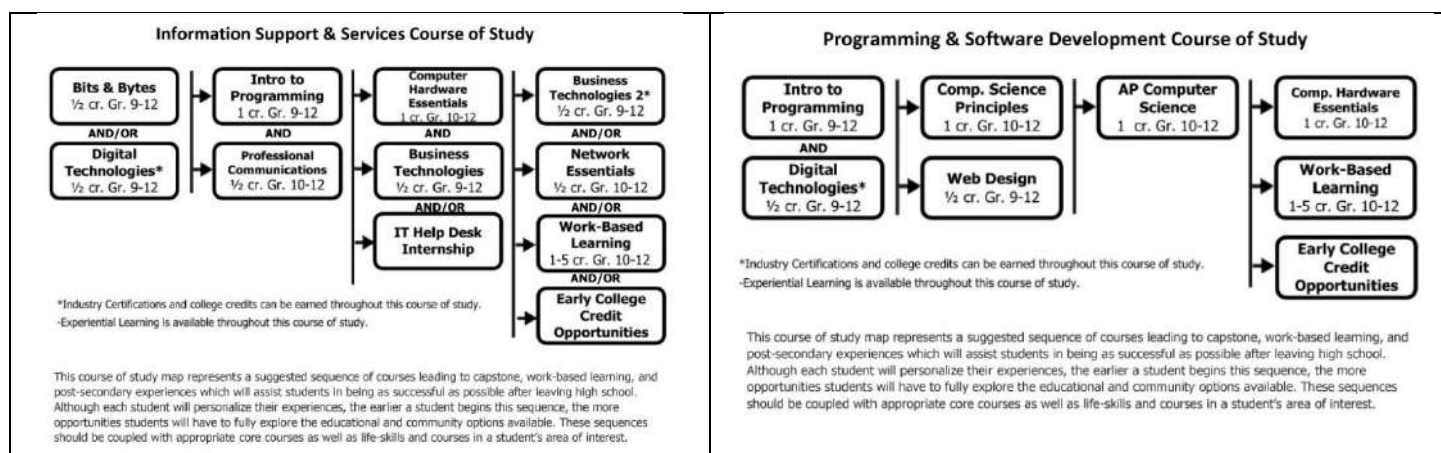 Information Support & Services Course of Study
Bits & Bytes
½ cr. Gr. 9-12
AND/OR
Digital
Technologies*
½ cr. Gr. 9-12
Intro to
Programming
1 cr. Gr. 9-12
AND
Professional
Communications
½ cr. Gr. 10-12
Computer
Hardware
Essentials
1 cr. Gr. 10-12
AND
Business
Technologies
½ cr. Gr. 9-12
AND/OR
IT Help Desk
Internship
Business
Technologies 2*
½ cr. Gr. 9-12
AND/OR
Network
Essentials
½ cr. Gr. 10-12
AND/OR
Work-Based
Learning
1-5 cr. Gr. 10-12
AND/OR
Early College
Credit
Opportunities
*Industry Certifications and college credits can be earned throughout this course of study.
-Experiential Learning is available throughout this course of study.
This course of study map represents a suggested sequence of courses leading to capstone, work-based learning, and
post-secondary experiences which will assist students in being as successful as possible after leaving high school.
Although each student will personalize their experiences, the earlier a student begins this sequence, the more
opportunities students will have to fully explore the educational and community options available. These sequences
should be coupled with appropriate core courses as well as life-skills and courses in a student's area of interest.
Programming & Software Development Course of Study
Intro to
Programming
1 cr. Gr. 9-12
AND
Digital
Technologies*
½ cr. Gr. 9-12
Comp. Science
Principles
1 cr. Gr. 10-12
Web Design
½ cr. Gr. 9-12
AP Computer
Science
1 cr. Gr. 10-12
Comp. Hardware
Essentials
1 cr. Gr. 10-12
Work-Based
Learning
1-5 cr. Gr. 10-12
Early College
Credit
Opportunities
*Industry Certifications and college credits can be earned throughout this course of study.
-Experiential Learning is available throughout this course of study.
This course of study map represents a suggested sequence of courses leading to capstone, work-based learning, and
post-secondary experiences which will assist students in being as successful as possible after leaving high school.
Although each student will personalize their experiences, the earlier a student begins this sequence, the more
opportunities students will have to fully explore the educational and community options available. These sequences
should be coupled with appropriate core courses as well as life-skills and courses in a student's area of interest.